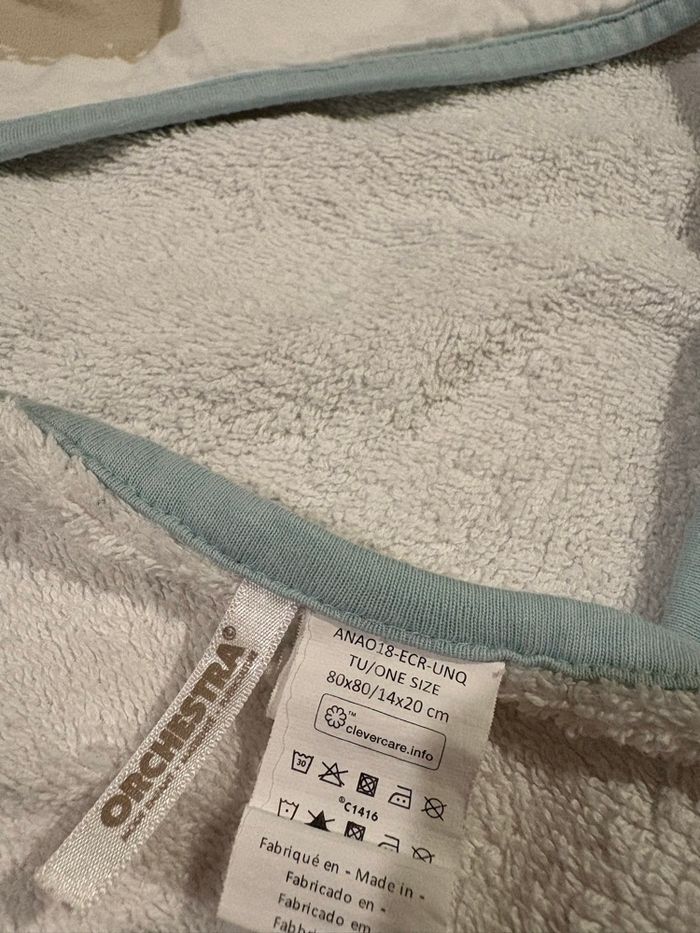 ORCHESTRA®
ANAO18-ECR-UNQ
TU/ONE SIZE
80x80/14x20 cm
™
clevercare.info
30
©C1416
Fabriqué en - Made in -
Fabricado en -
Fabricado em